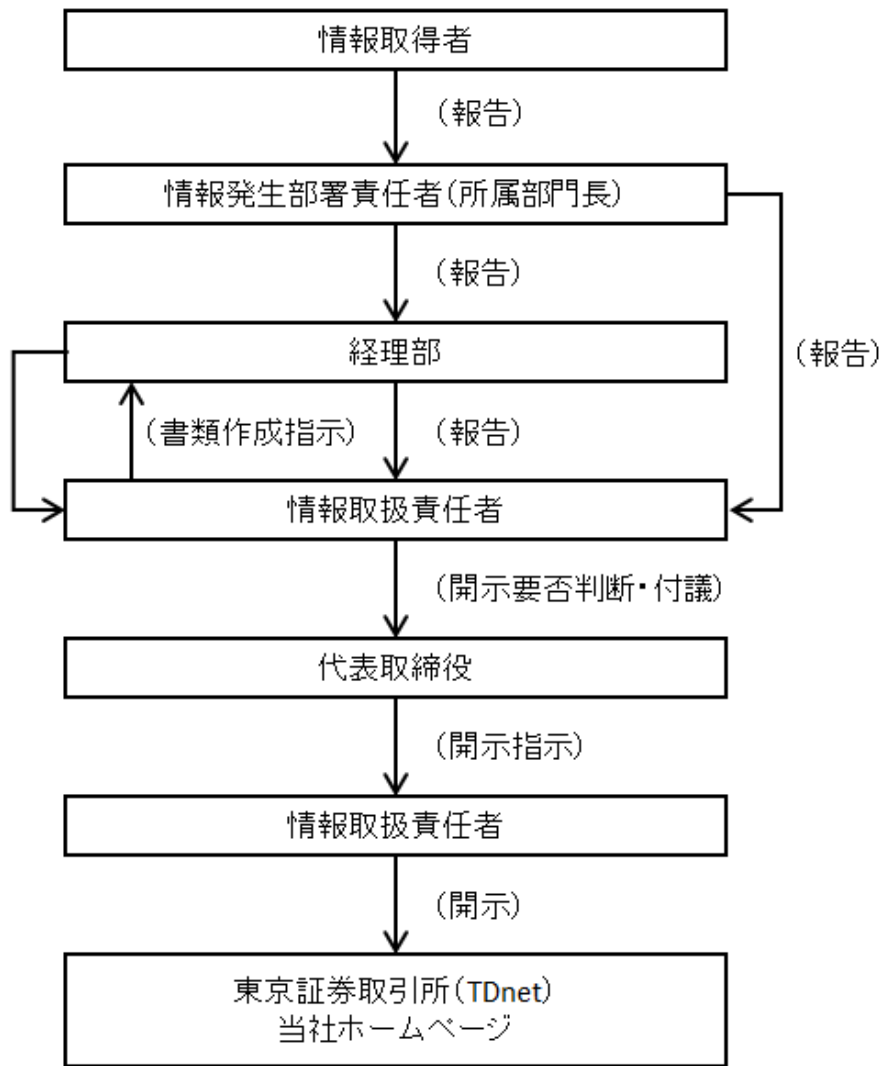 情報取得者
(報告)
情報発生部署責任者(所属部門長)
(報告)
経理部
(報告)
(書類作成指示)
(報告)
情報取扱責任者
(開示要否判断・付議)
代表取締役
(開示指示)
情報取扱責任者
(開示)
東京証券取引所(TDnet)
当社ホームページ